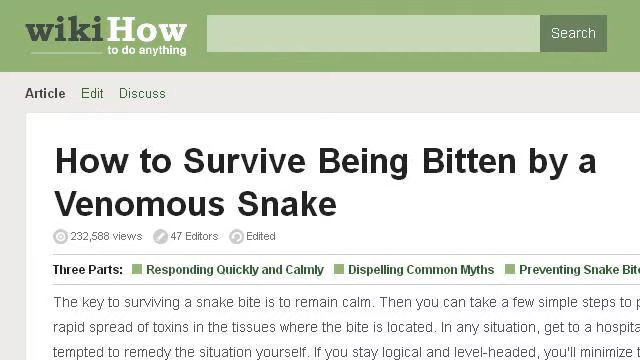 wikiHow
to do anything
Search
Article Edit Discuss
How to Survive Being Bitten by a
Venomous Snake
232,588 views 47 Editors Edited
Three Parts: Responding Quickly and Calmly Dispelling Common Myths Preventing Snake
The key to surviving a snake bite is to remain calm. Then you can take a few simple steps to
rapid spread of toxins in the tissues where the bite is located. In any situation, get to a
tempted to remedy the situation yourself. If you stay logical and level-headed, you'll minimize